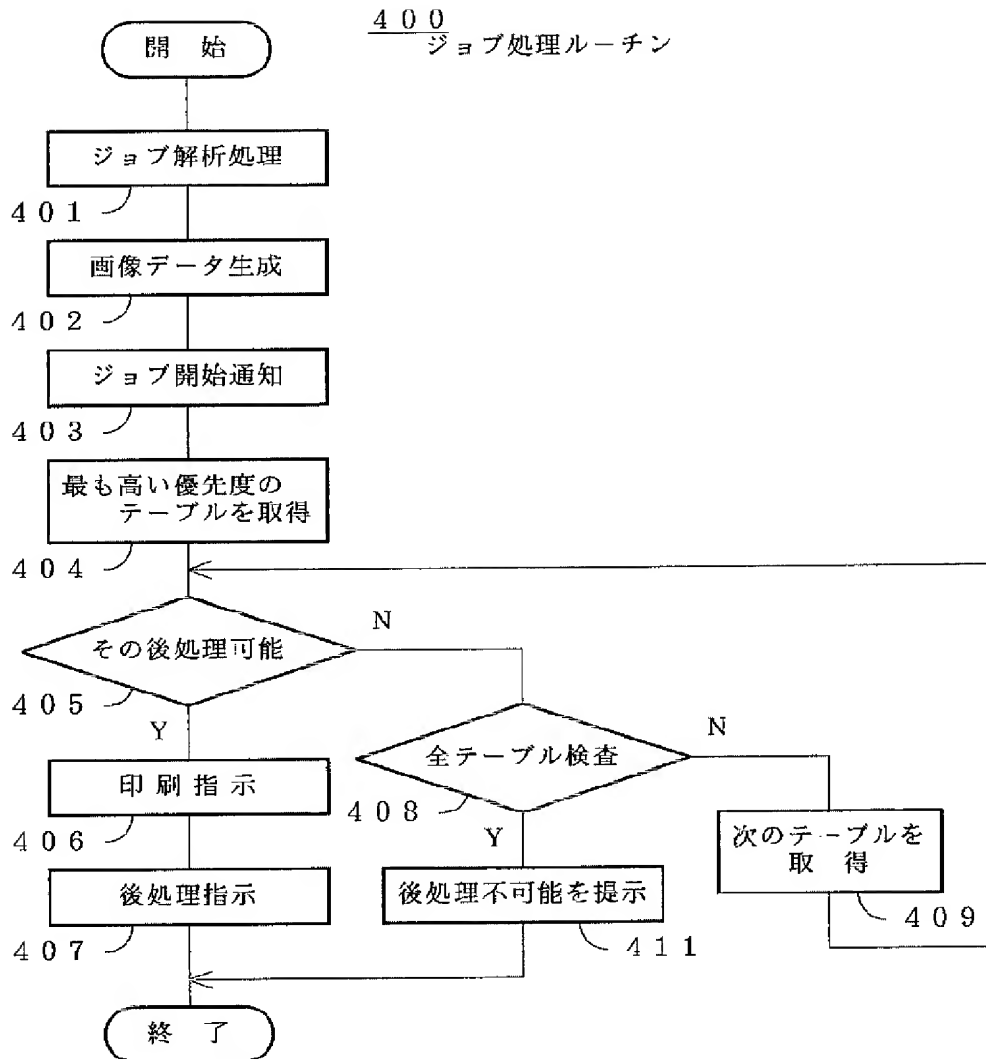 ４００
ジョブ処理ルーチン
開　始
ジョブ解析処理
４０１
画像データ生成
４０２
ジョブ開始通知
４０３
最も高い優先度の
テーブルを取得
４０４
その後処理可能
N
４０５
Y
全テーブル検査
N
４０８
Y
印刷指示
４０６
次のテーブルを
取　得
４０９
後処理指示
４０７
後処理不可能を提示
４１１
終　了